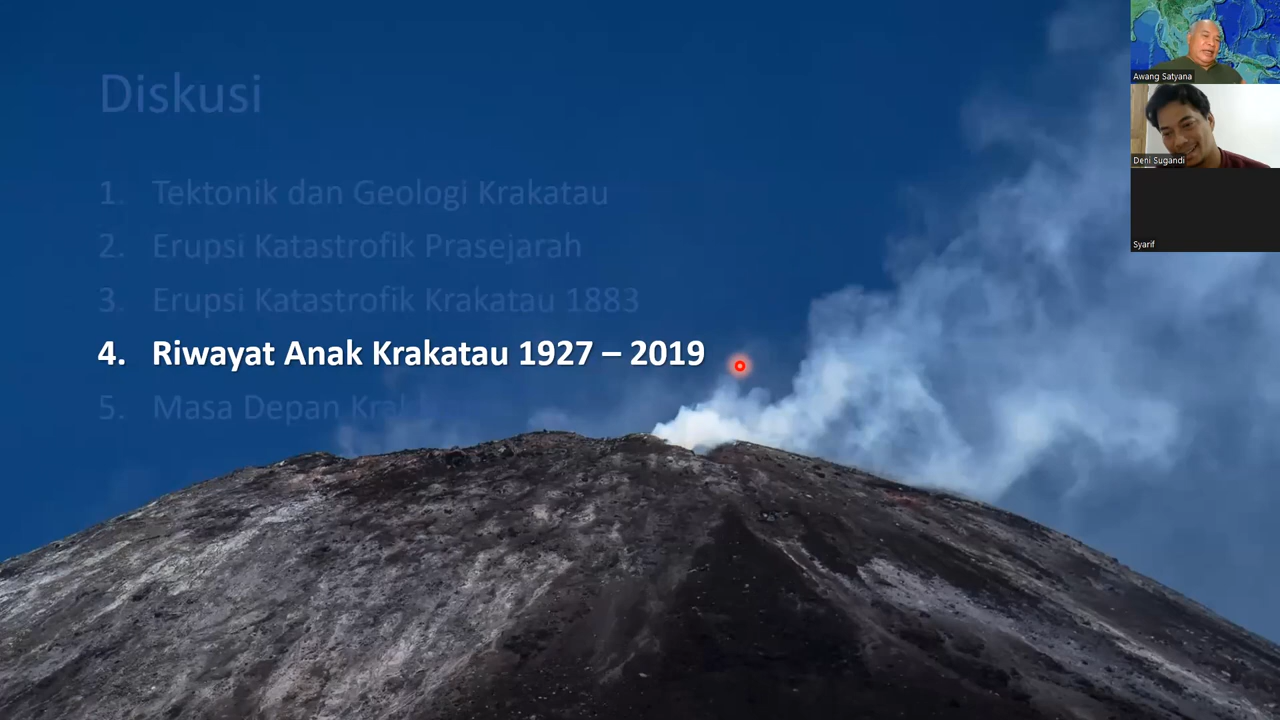 Diskusi
1. Tektonik dan Geologi Krakatau
2. Erupsi Katastrofik Prasejarah
3. Erupsi Katastrofik Krakatau 1883
4. Riwayat Anak Krakatau 1927 – 2019
5. Masa Depan
Awang Satyana
Deni Sugandi
Syarif